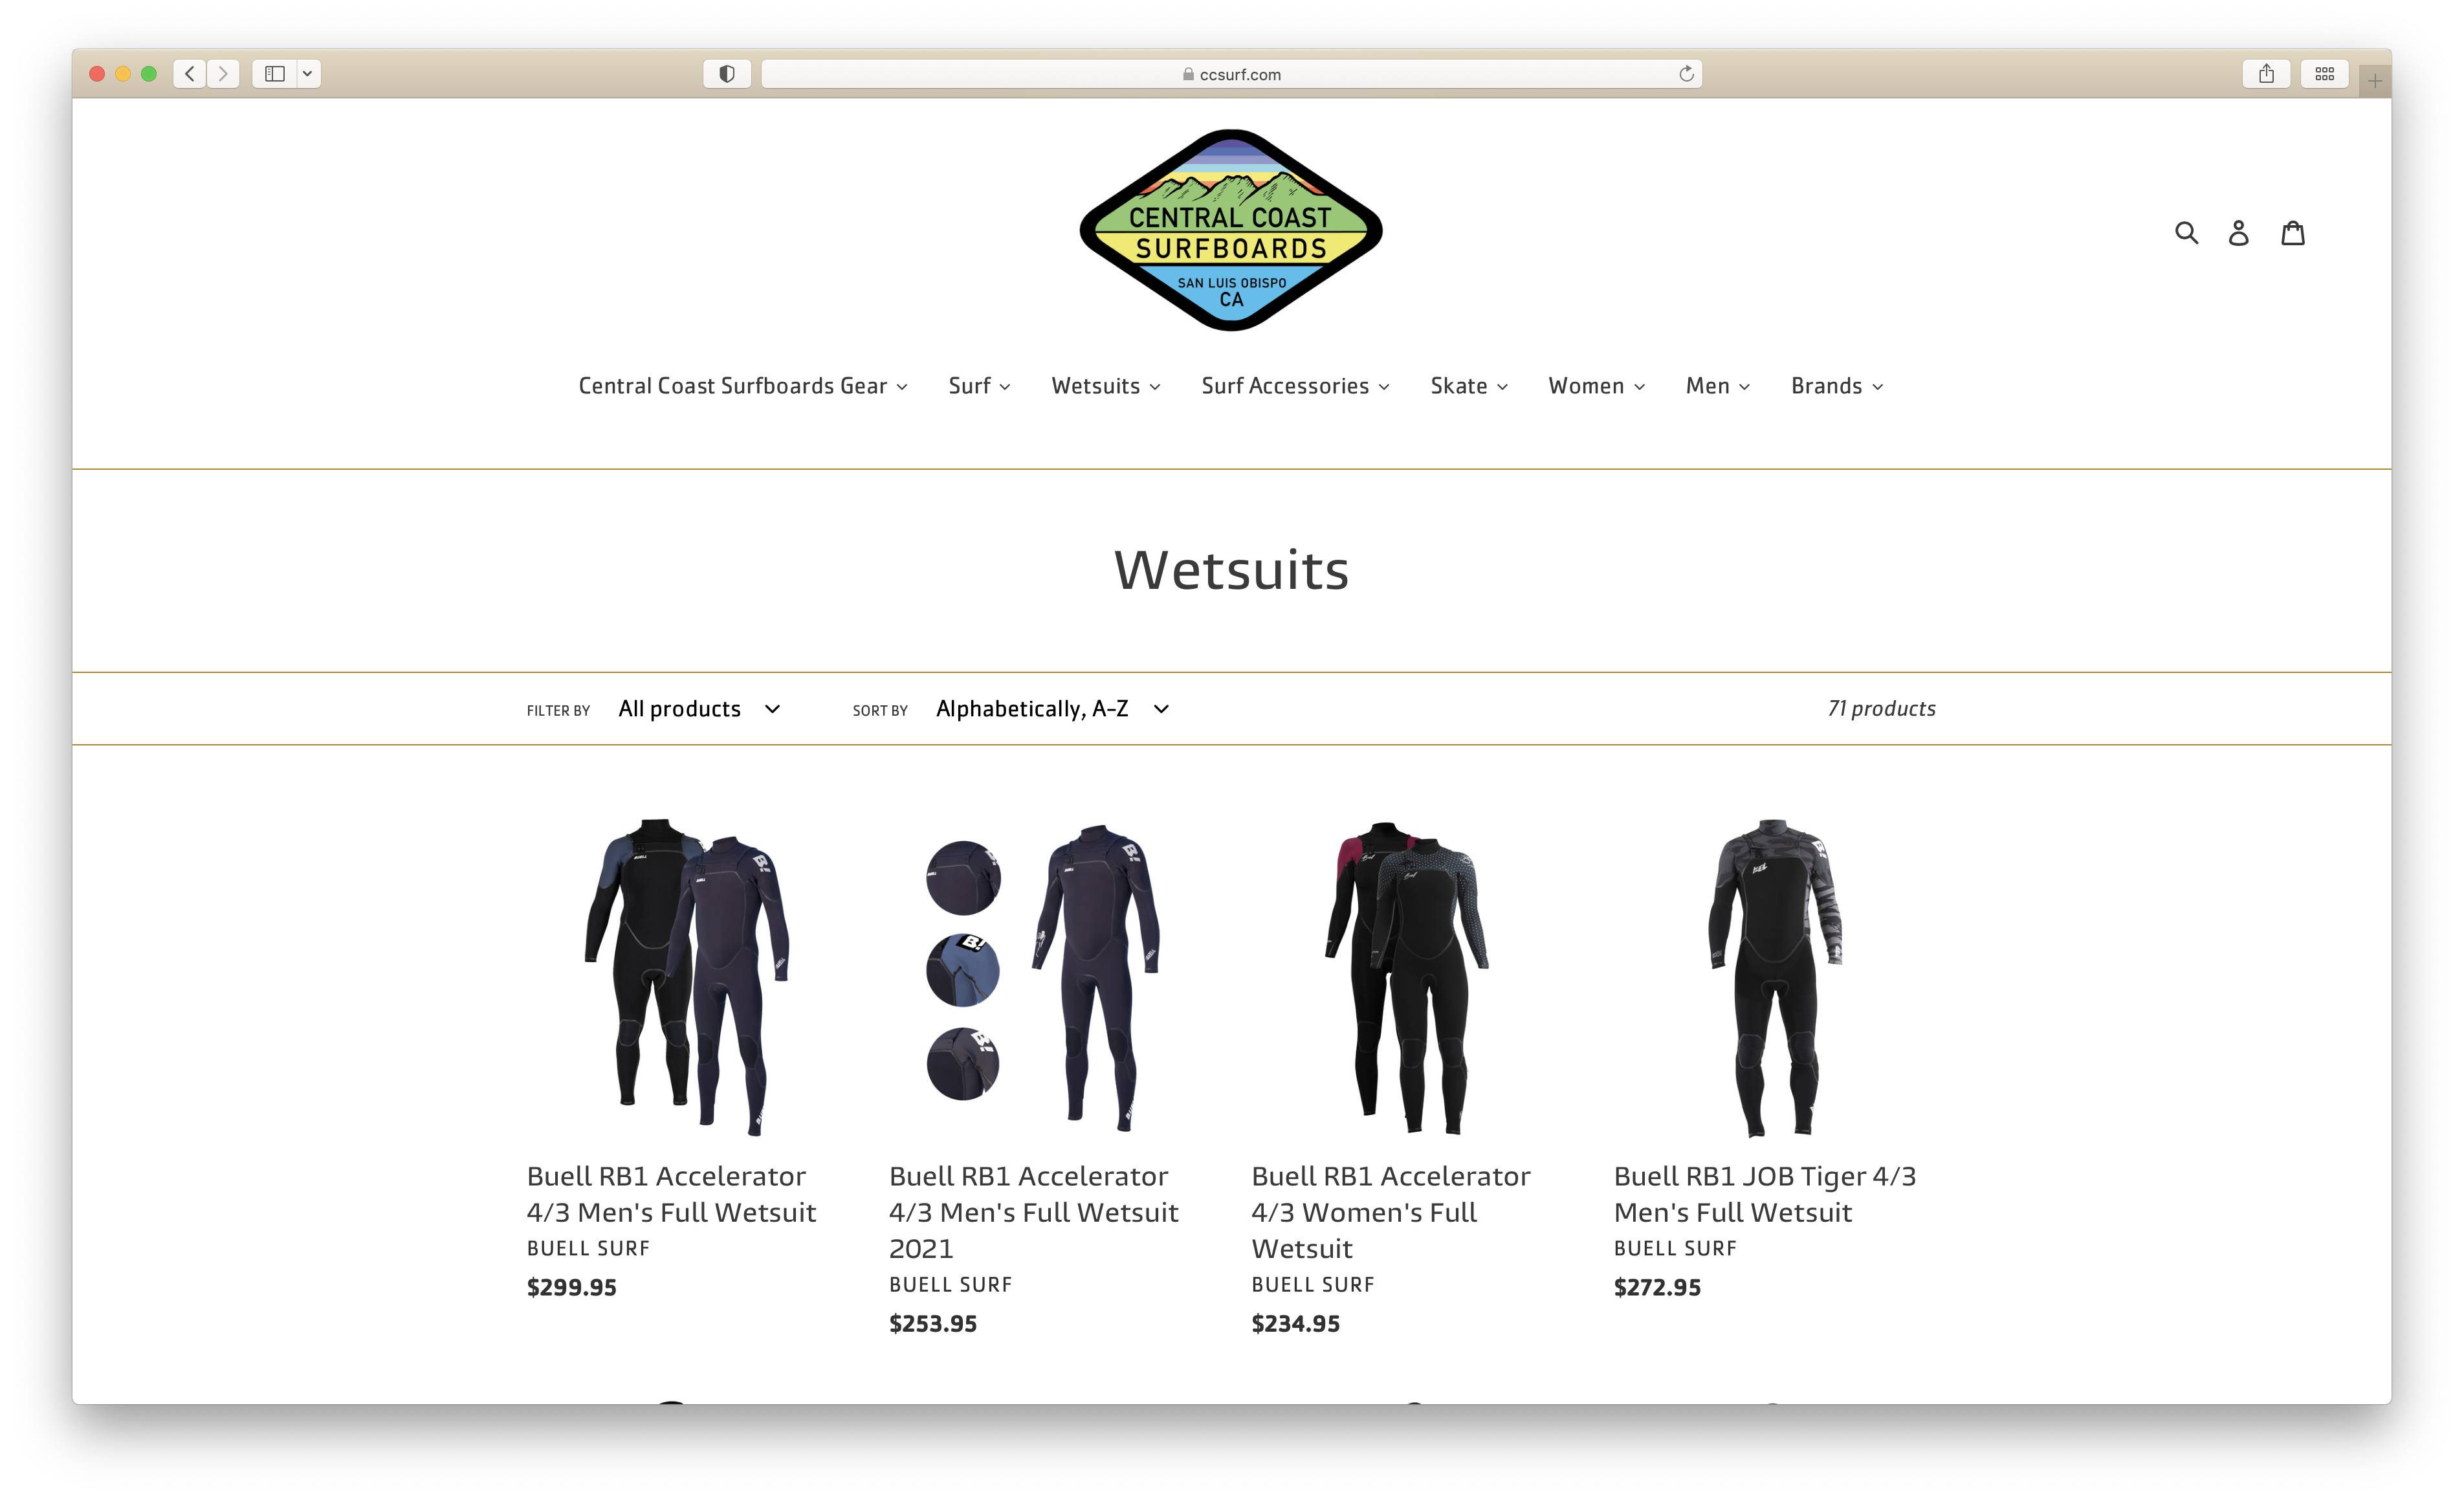 ccsurf.com
CENTRAL COAST
SURFBOARDS
SAN LUIS OBISPO
CA
Central Coast Surfboards Gear Surf Wetsuits Surf Accessories Skate Women Men Brands
Wetsuits
FILTER BY All products SORT BY Alphabetically, A-Z 71 products
Buell RB1 Accelerator
4/3 Men's Full Wetsuit
BUELL SURF
$299.95
Buell RB1 Accelerator
4/3 Men's Full Wetsuit
2021
BUELL SURF
$253.95
Buell RB1 Accelerator
4/3 Women's Full
Wetsuit
BUELL SURF
$234.95
Buell RB1 JOB Tiger 4/3
Men's Full Wetsuit
BUELL SURF
$272.95